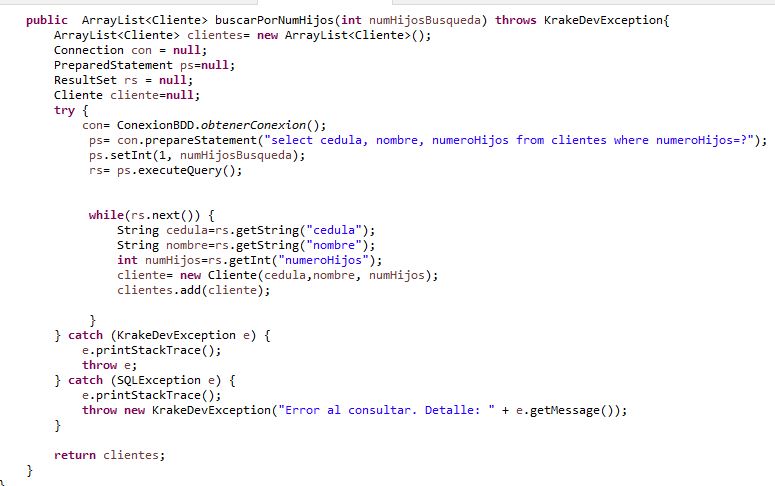 public  ArrayList<Cliente> buscarPorNumHijos(int numHijosBusqueda) throws KrakeDevException{
    ArrayList<Cliente> clientes= new ArrayList<Cliente>();
    Connection con = null;
    PreparedStatement ps=null;
    ResultSet rs = null;
    Cliente cliente=null;
    try {
        con= ConexionBDD.obtenerConexion();
         ps= con.prepareStatement("select cedula, nombre, numeroHijos from clientes where numeroHijos=?");
         ps.setInt(1, numHijosBusqueda);
         rs= ps.executeQuery();
         while(rs.next()) {
             String cedula=rs.getString("cedula");
             String nombre=rs.getString("nombre");
             int numHijos=rs.getInt("numeroHijos");
             cliente= new Cliente(cedula,nombre, numHijos);
             clientes.add(cliente);
         }
    } catch (KrakeDevException e) {
        e.printStackTrace();
        throw e;
    } catch (SQLException e) {
        e.printStackTrace();
        throw new KrakeDevException("Error al consultar. Detalle: " + e.getMessage());
    }
    return clientes;
}
}